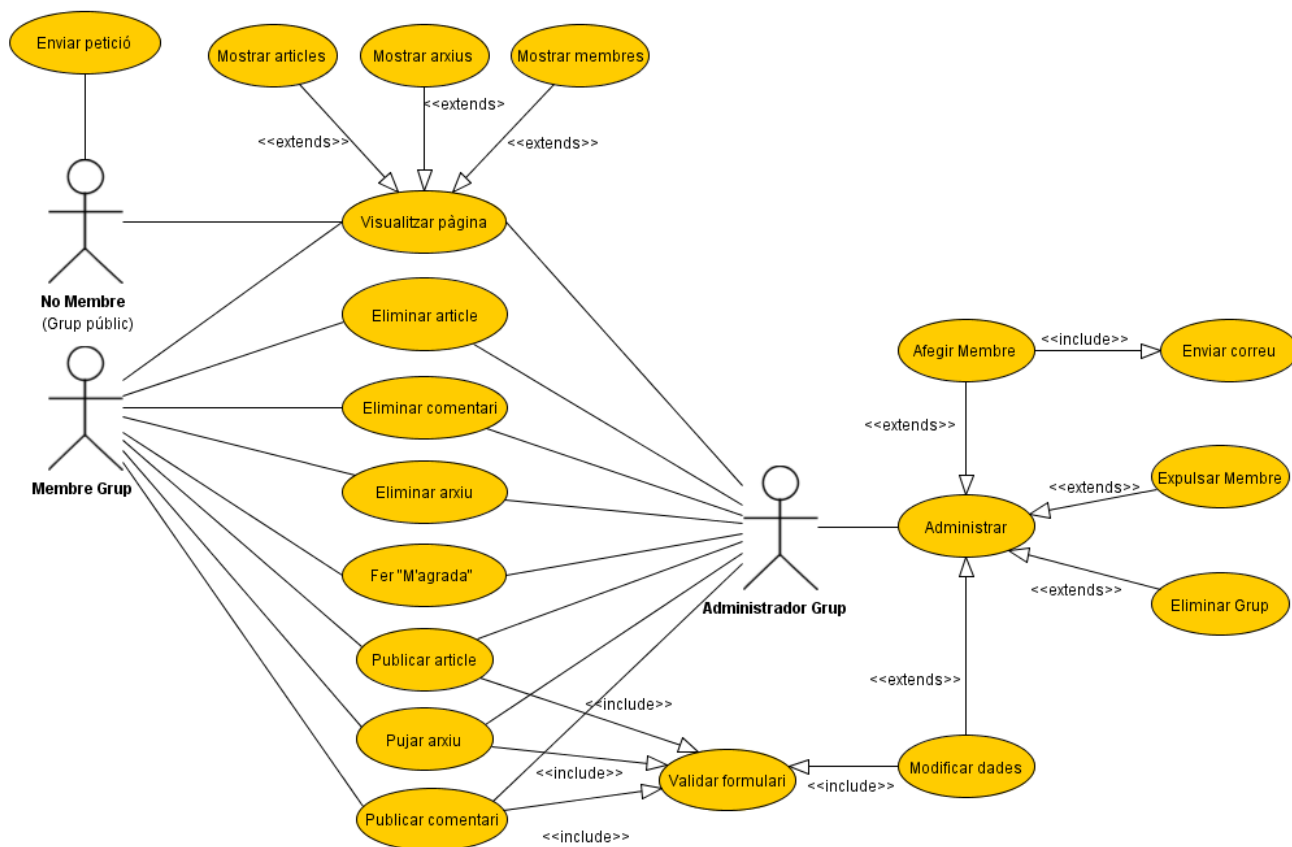 Enviar petició
Mostrar articles
Mostrar arxius
Mostrar membres
<<extends>
<<extends>>
<<extends>>
Visualitzar pàgina
No Membre
(Grup públic)
Eliminar article
Afegir Membre
<<include>>
Enviar correu
Eliminar comentari
<<extends>>
Membre Grup
Eliminar arxiu
Expulsar Membre
<<extends>>
Administrar
Fer "M'agrada"
Administrador Grup
<<extends>>
Eliminar Grup
Publicar article
<<extends>>
<<include>>
Pujar arxiu
<<include>>
Validar formulari
<<include>>
Modificar dades
Publicar comentari
<<include>>